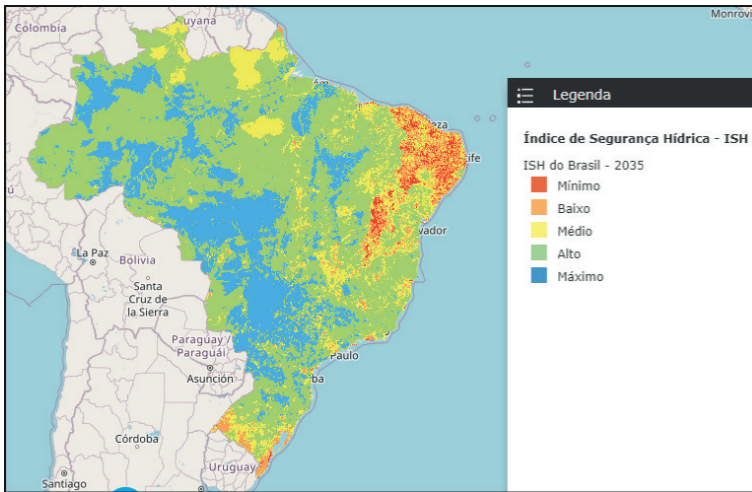 Monrovi
Colombia
uyana
Legenda
eza
Índice de Segurança Hídrica - ISH
ife
ISH do Brasil - 2035
ú
Mínimo
Baixo
vador
Médio
La Paz
Bolivia
Alto
Santa
Cruz de
la Sierra
Máximo
Paraguay /
Paraguái
Paulo
Asunción
ba
Córdoba
Uruguay
Santiago